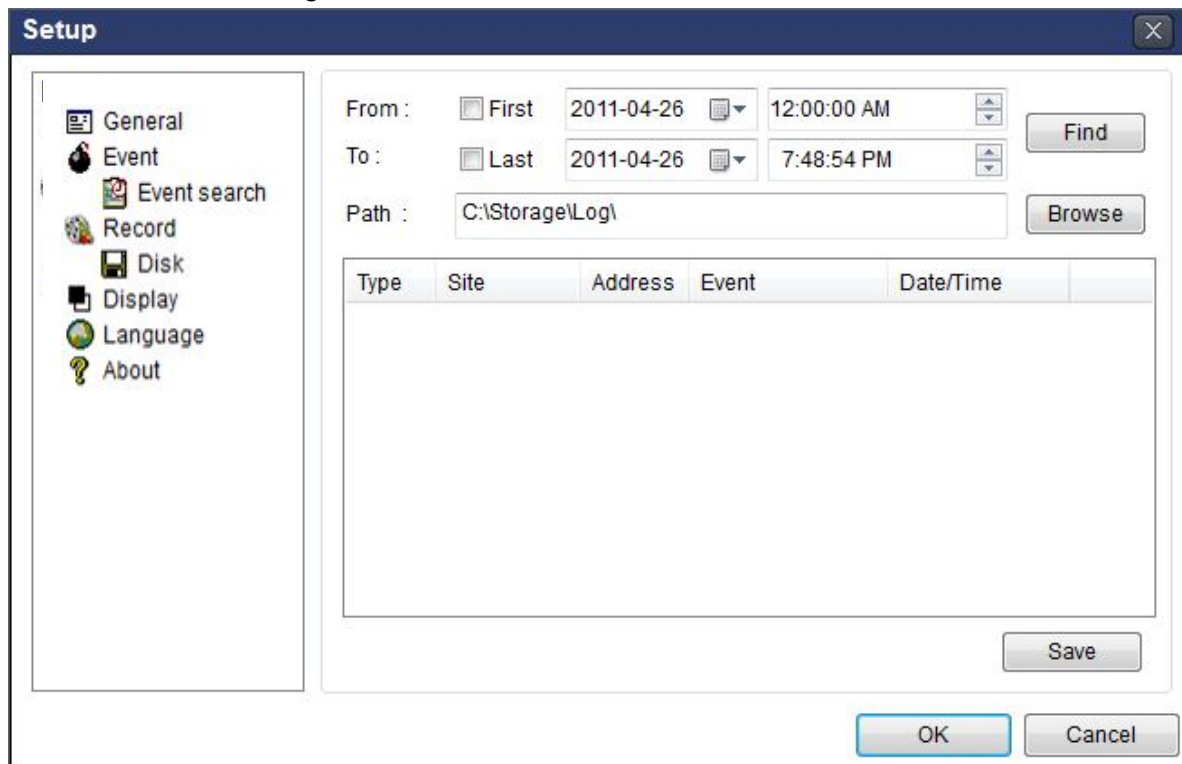 Setup
General
Event
Event search
Record
Disk
Display
Language
About
From : First 2011-04-26 12:00:00 AM
Find
To : Last 2011-04-26 7:48:54 PM
Path : C:\Storage\Log\ Browse
Type Site Address Event Date/Time
Save
OK Cancel